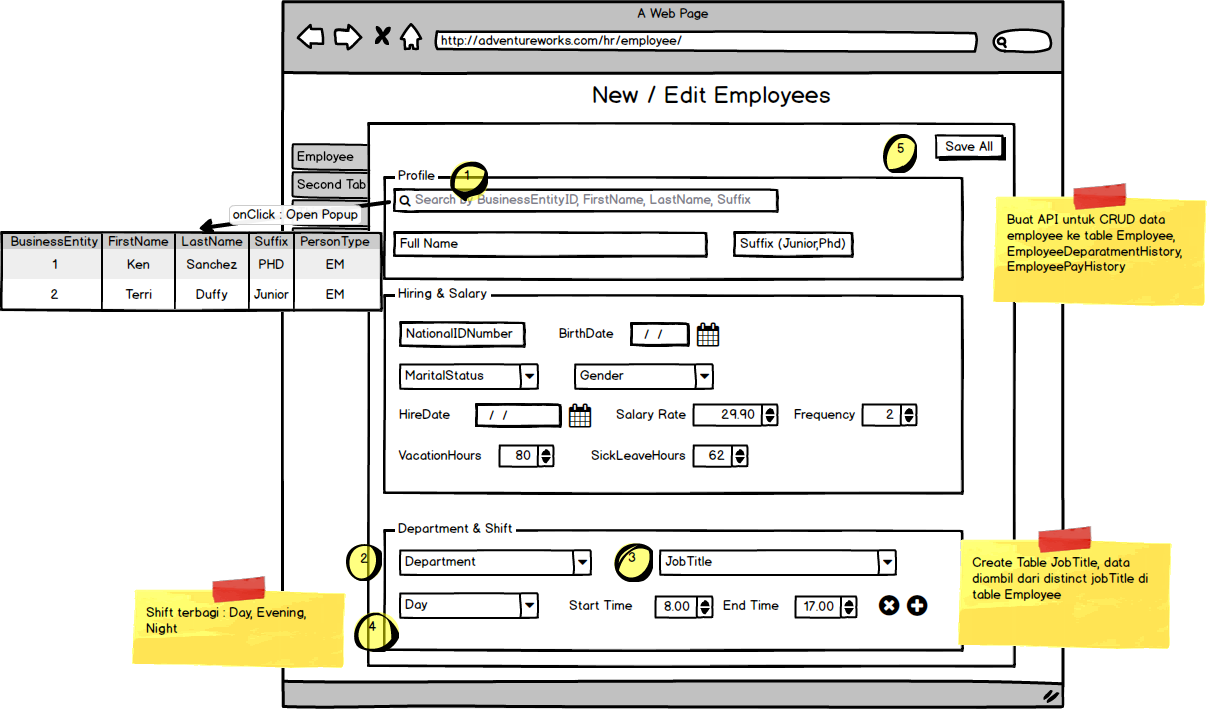 A Web Page
http://adventureworks.com/hr/employee/
New / Edit Employees
5
Save All
Employee
Second Tab
Profile
1
Search by BusinessEntityID, FirstName, LastName, Suffix
onClick : Open Popup
Full Name
Suffix (Junior,Phd)
BusinessEntity FirstName LastName Suffix PersonType
1 Ken Sanchez PHD EM
2 Terri Duffy Junior EM
Buat API untuk CRUD data
employee ke table Employee,
EmployeeDeparatmentHistory,
EmployeePayHistory
Hiring & Salary
NationalIDNumber
BirthDate
/ /
MaritalStatus
Gender
HireDate
/ /
Salary Rate
29.90
Frequency
2
VacationHours
80
SickLeaveHours
62
Department & Shift
2
Department
3
JobTitle
Day
Start Time
8.00
End Time
17.00
4
Create Table JobTitle, data
diambil dari distinct jobTitle di
table Employee
Shift terbagi : Day, Evening,
Night